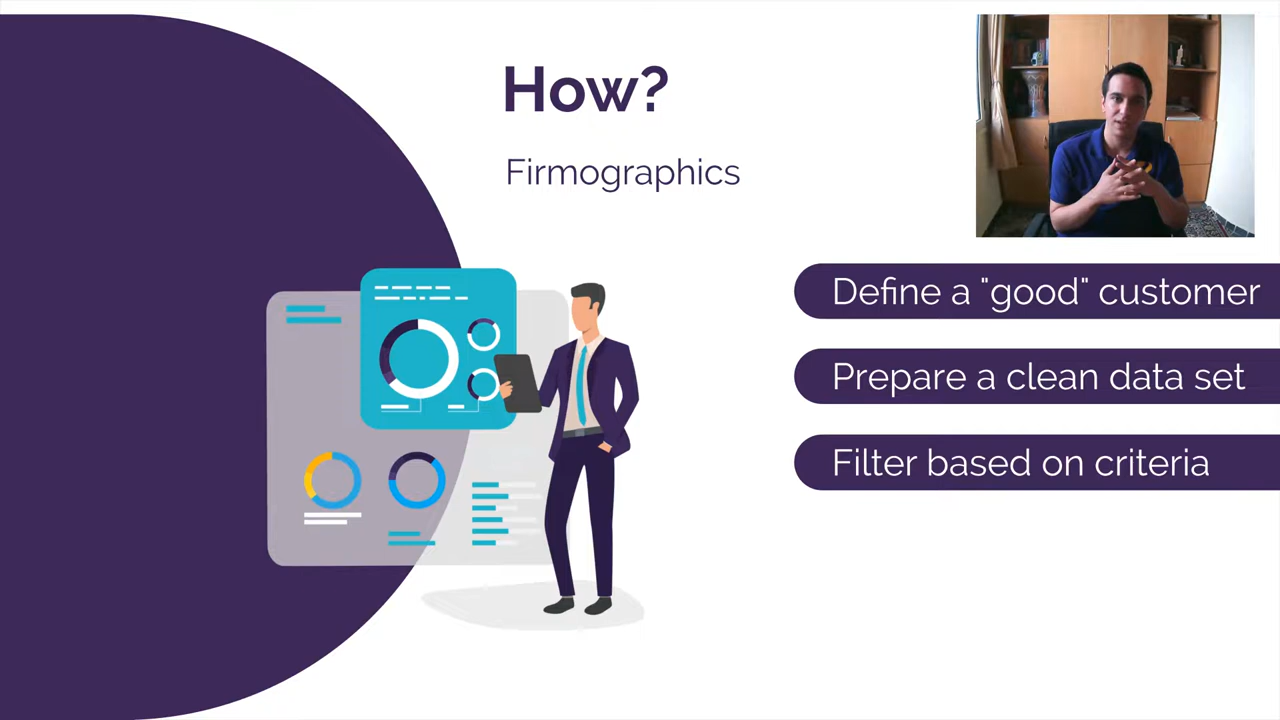 How?
Firmographics
Define a "good" customer
Prepare a clean data set
Filter based on criteria